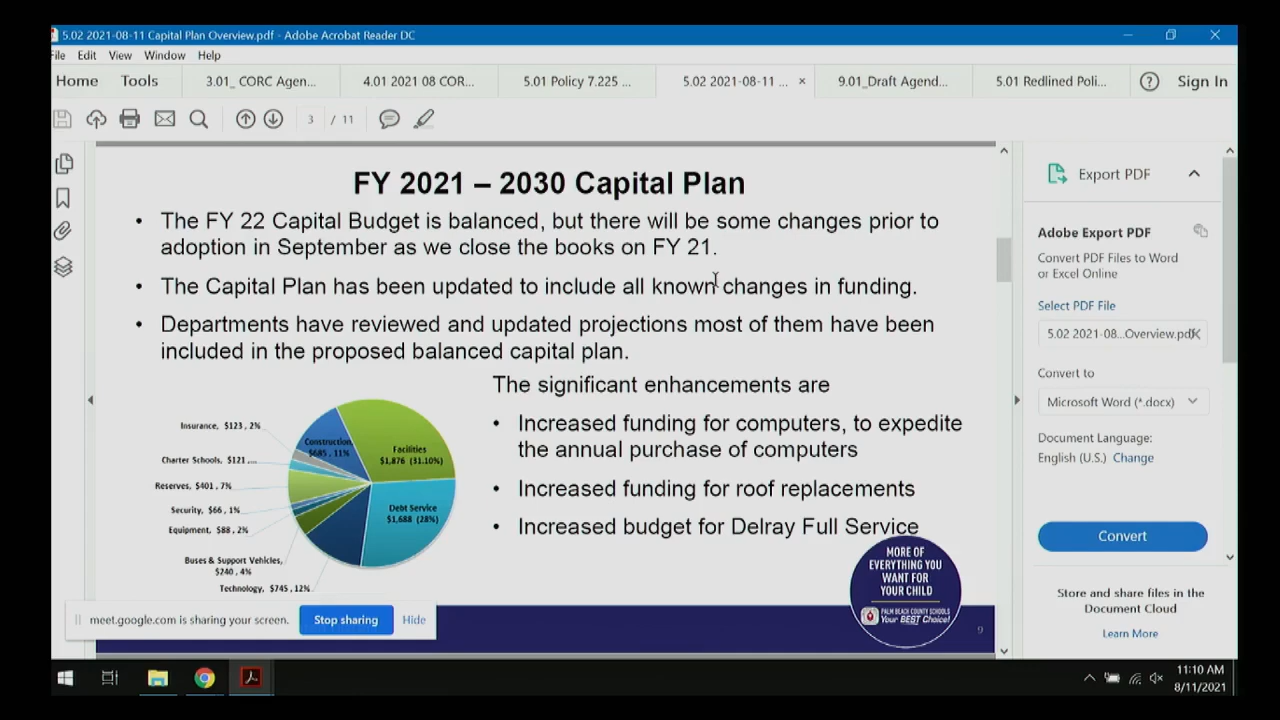 5.02 2021-08-11 Capital Plan Overview.pdf - Adobe Acrobat Reader DC
File Edit View Window Help
Home Tools 3.01_ CORC Agen... 4.01 2021 08 COR... 5.01 Policy 7.225 ... 5.02 2021-08-11 ... × 9.01_Draft Agend... 5.01 Redlined Poli... Sign In
3 / 11
FY 2021 – 2030 Capital Plan
• The FY 22 Capital Budget is balanced, but there will be some changes prior to
adoption in September as we close the books on FY 21.
• The Capital Plan has been updated to include all known changes in funding.
• Departments have reviewed and updated projections most of them have been
included in the proposed balanced capital plan.
The significant enhancements are
• Increased funding for computers, to expedite
the annual purchase of computers
• Increased funding for roof replacements
• Increased budget for Delray Full Service
Insurance, $123, 2%
Construction,
$685, 11%
Facilities
$1,876 (31.10%)
Charter Schools, $121 ,...
Reserves, $401, 7%
Security, $66, 1%
Debt Service
$1,688 (28%)
Equipment, $88, 2%
Buses & Support Vehicles,
$240, 4%
Technology, $745, 12%
MORE OF
EVERYTHING YOU
WANT FOR
YOUR CHILD
PALM BEACH COUNTY SCHOOLS
Your BEST Choice!
9
meet.google.com is sharing your screen. Stop sharing Hide
Export PDF
Adobe Export PDF
Convert PDF Files to Word
or Excel Online
Select PDF File
5.02 2021-08...Overview.pdf
Convert to
Microsoft Word (*.docx)
Document Language:
English (U.S.) Change
Convert
Store and share files in the
Document Cloud
Learn More
11:10 AM
8/11/2021